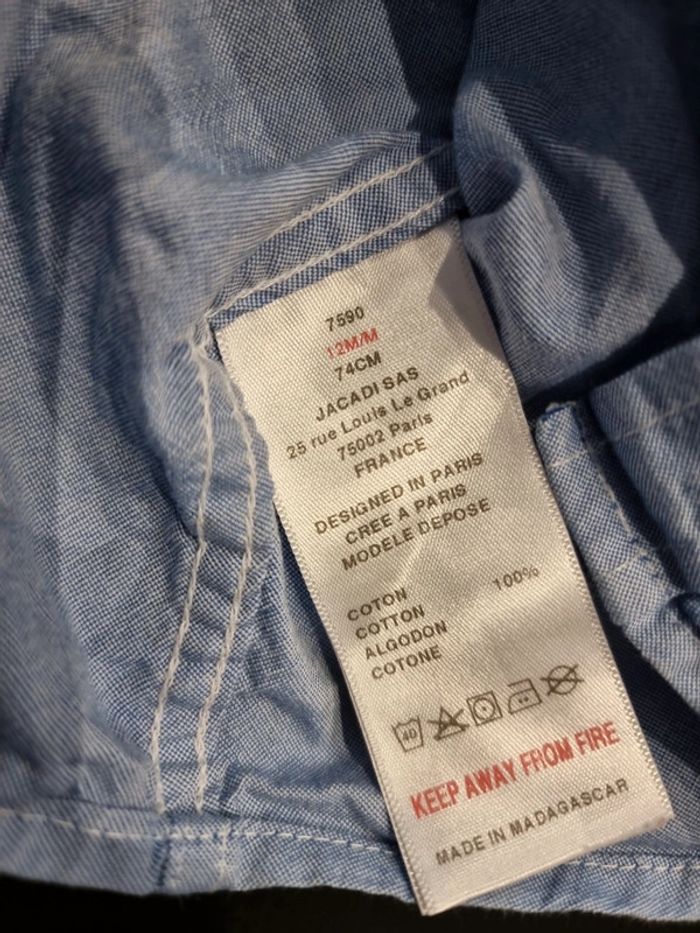 7590
12M/M
74CM
JACADI SAS
25 rue Louis Le Grand
75002 Paris
FRANCE
DESIGNED IN PARIS
CREE A PARIS
MODELE DEPOSE
COTON 100%
COTTON
ALGODON
COTONE
40
KEEP AWAY FROM FIRE
MADE IN MADAGASCAR